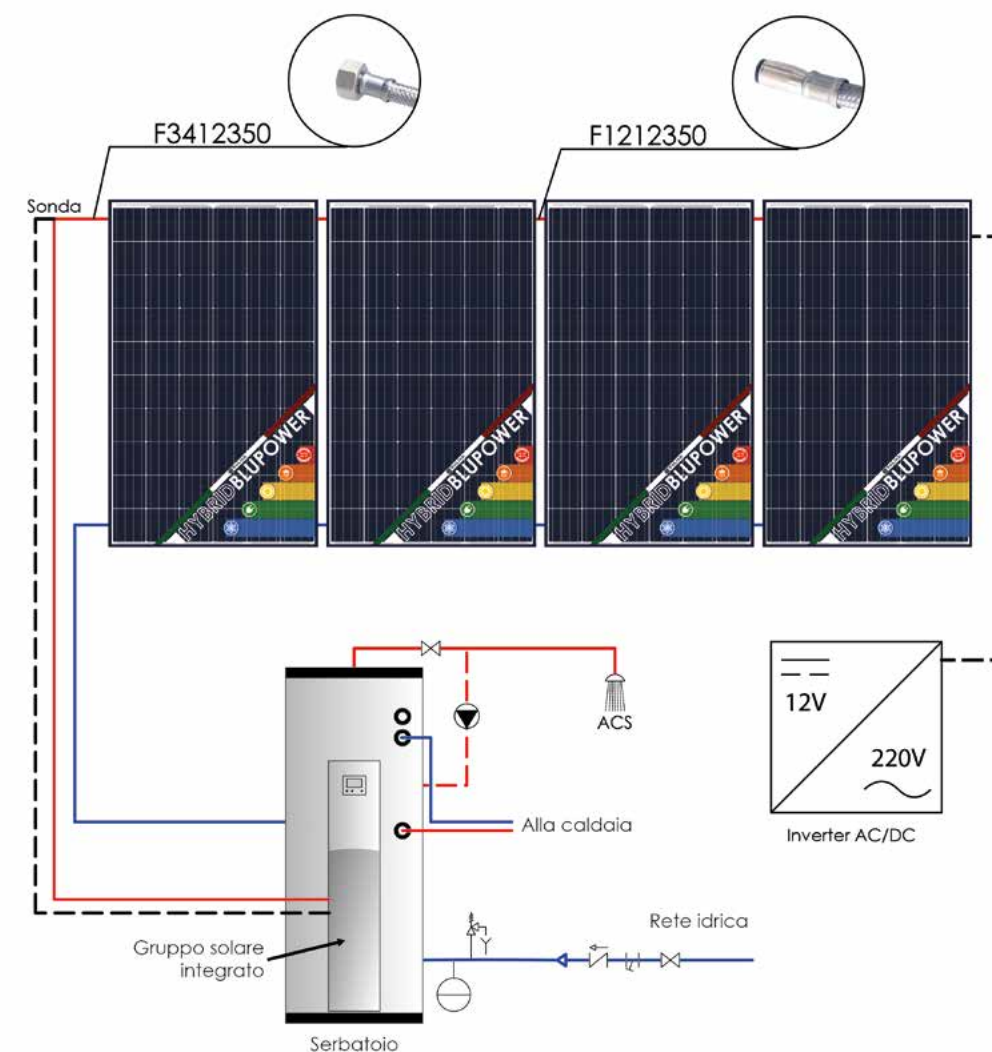 F3412350
F1212350
Sonda
HYBRIDBLUPOWER
HYBRIDBLUPOWER
HYBRIDBLUPOWER
HYBRIDBLUPOWER
ACS
12V
220V
Inverter AC/DC
Alla caldaia
Rete idrica
Gruppo solare
integrato
Serbatoio